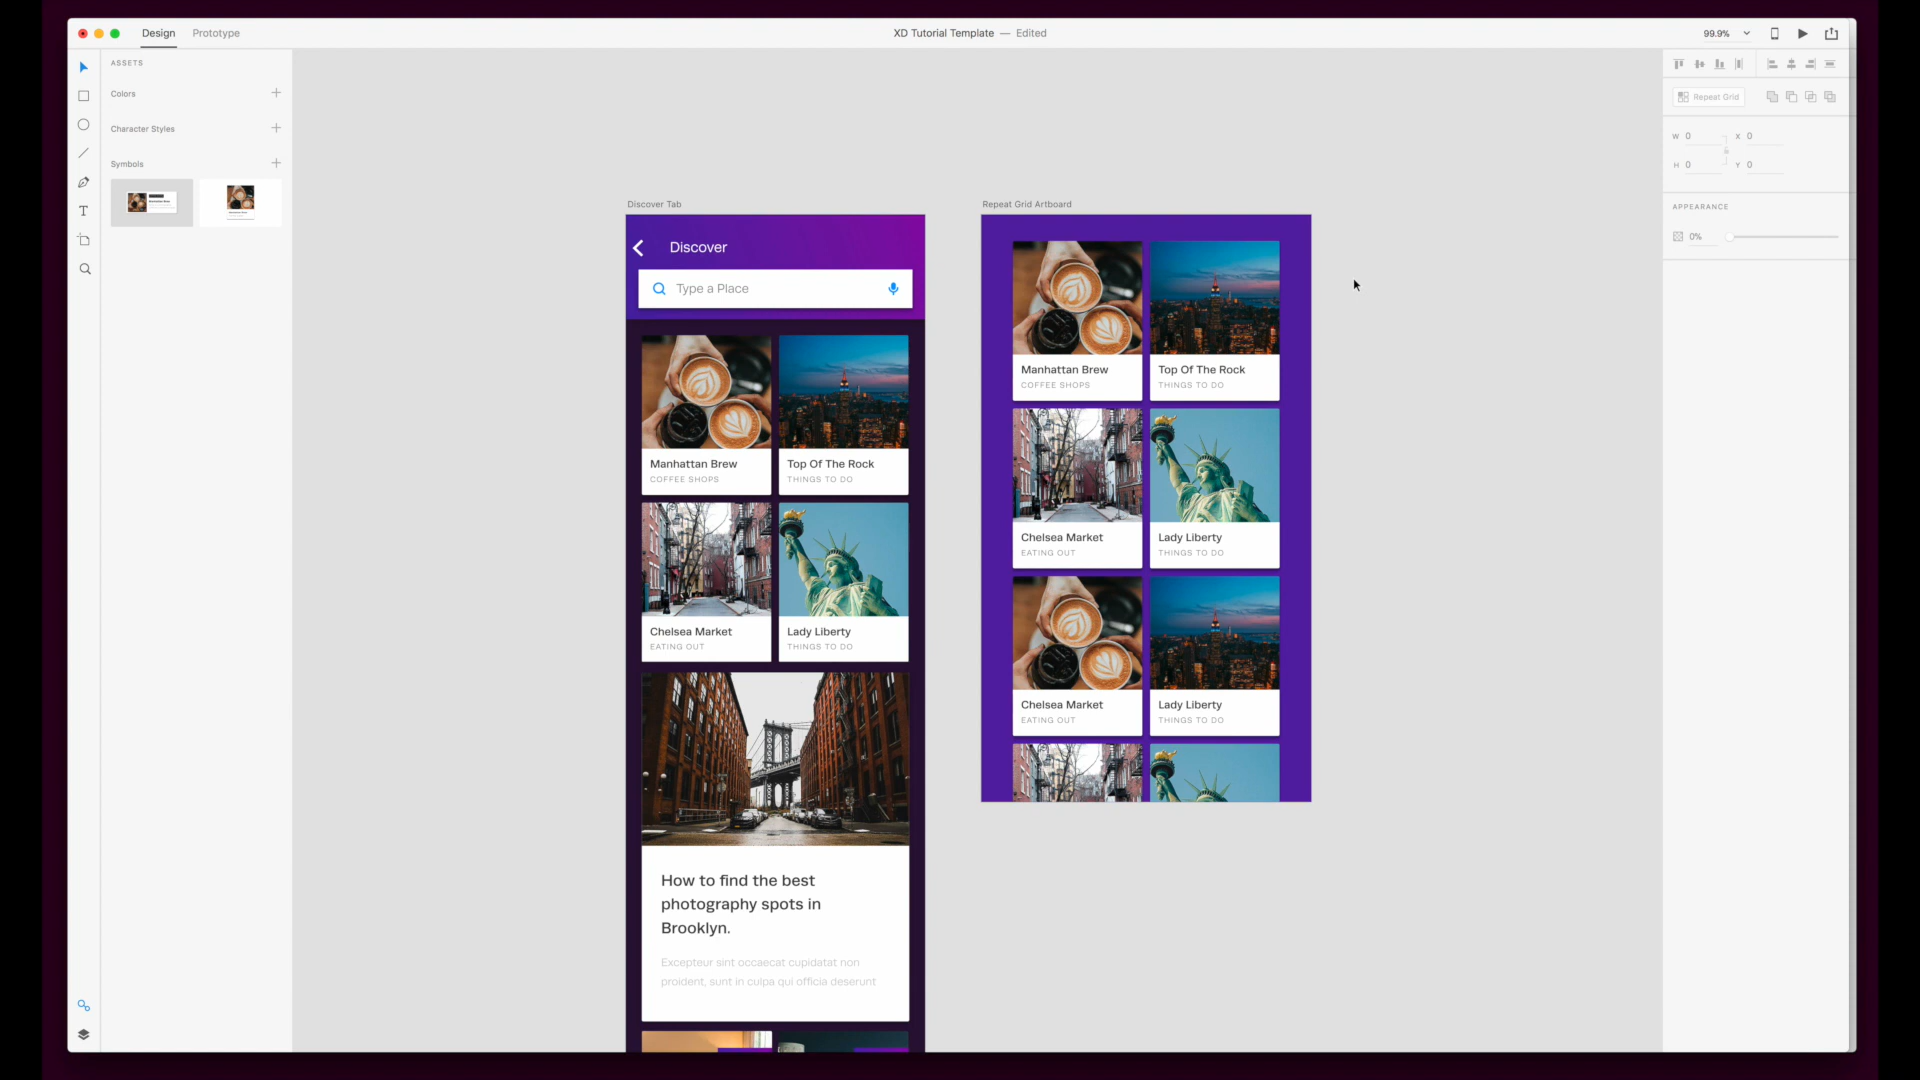 Design Prototype
XD Tutorial Template — Edited
99.9%
ASSETS
Colors
Character Styles
Symbols
Discover Tab
Discover
Type a Place
Manhattan Brew
COFFEE SHOPS
Top Of The Rock
THINGS TO DO
Chelsea Market
EATING OUT
Lady Liberty
THINGS TO DO
How to find the best
photography spots in
Brooklyn.
Excepteur sint occaecat cupidatat non
proident, sunt in culpa qui officia deserunt
Repeat Grid Artboard
Manhattan Brew
COFFEE SHOPS
Top Of The Rock
THINGS TO DO
Chelsea Market
EATING OUT
Lady Liberty
THINGS TO DO
Chelsea Market
EATING OUT
Lady Liberty
THINGS TO DO
Repeat Grid
W 0 X 0
H 0 Y 0
APPEARANCE
0%